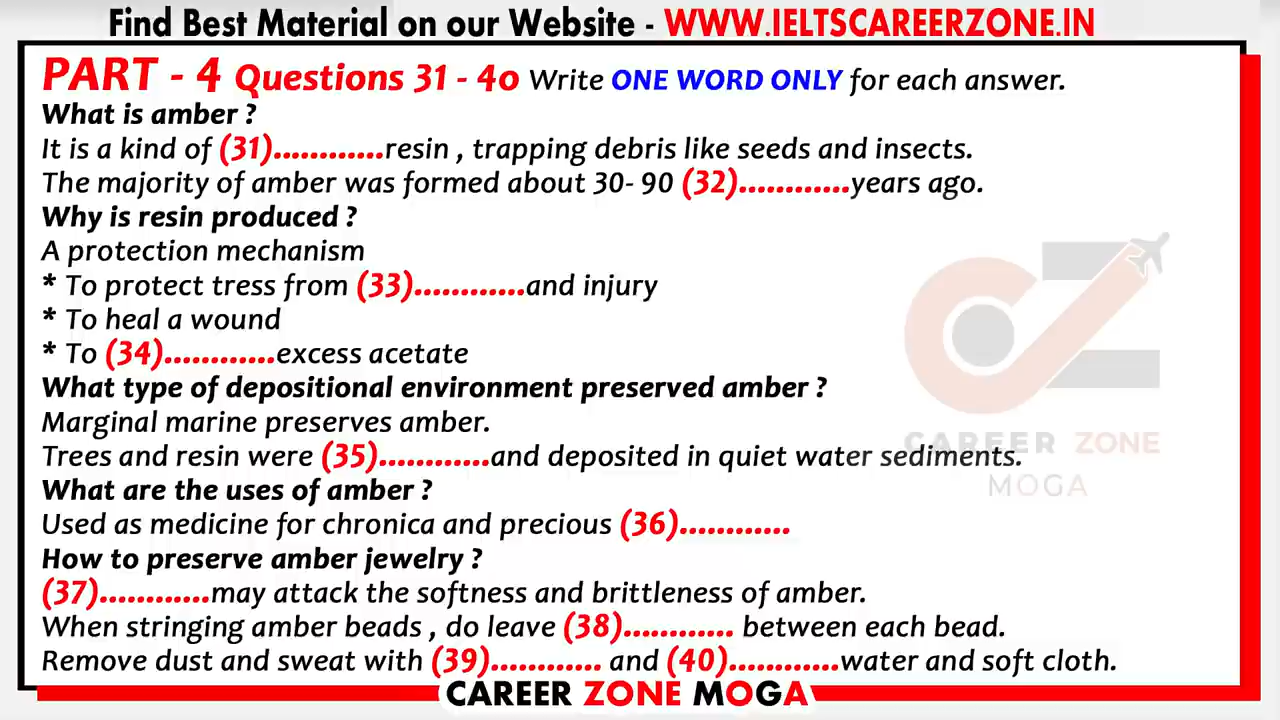 Find Best Material on our Website - WWW.IELTSCAREERZONE.IN
PART - 4 Questions 31 - 4o Write ONE WORD ONLY for each answer.
What is amber ?
It is a kind of (31)............resin , trapping debris like seeds and insects.
The majority of amber was formed about 30- 90 (32)............years ago.
Why is resin produced ?
A protection mechanism
* To protect tress from (33)............and injury
* To heal a wound
* To (34)............excess acetate
What type of depositional environment preserved amber ?
Marginal marine preserves amber.
Trees and resin were (35)............and deposited in quiet water sediments.
What are the uses of amber ?
Used as medicine for chronica and precious (36)............
How to preserve amber jewelry ?
(37)............may attack the softness and brittleness of amber.
When stringing amber beads , do leave (38)............ between each bead.
Remove dust and sweat with (39)............ and (40)............water and soft cloth.
CAREER ZONE
MOGA
CAREER ZONE MOGA